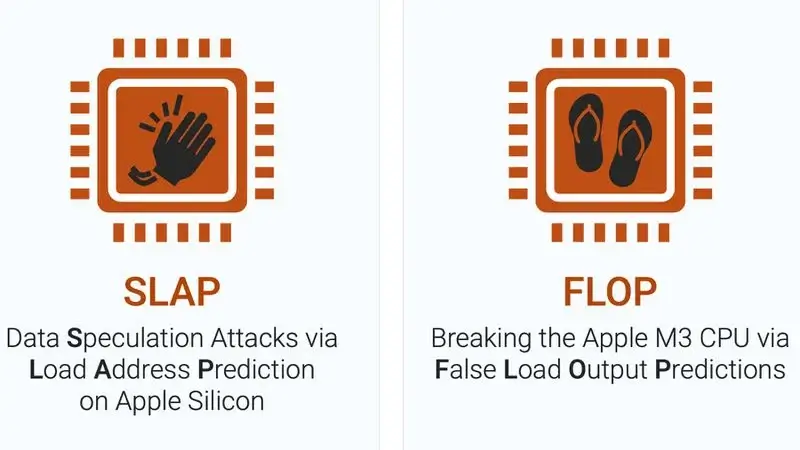 SLAP
Data Speculation Attacks via
Load Address Prediction
on Apple Silicon
FLOP
Breaking the Apple M3 CPU via
False Load Output Predictions